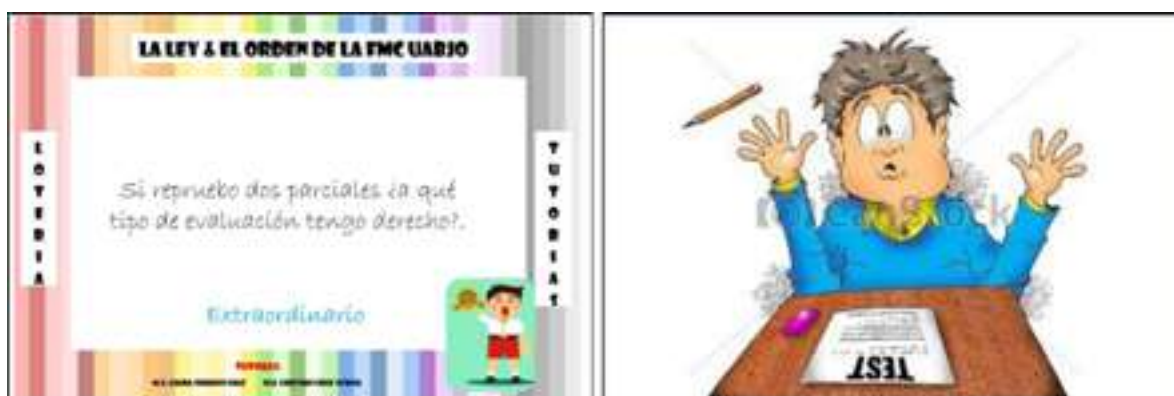 LA LEY & EL ORDEN DE LA FMC UABJO
LOTERIA
Si repruebo dos parciales ¿a qué
tipo de evaluación tengo derecho?.
Extraordinario
TUTORIAS
TEST